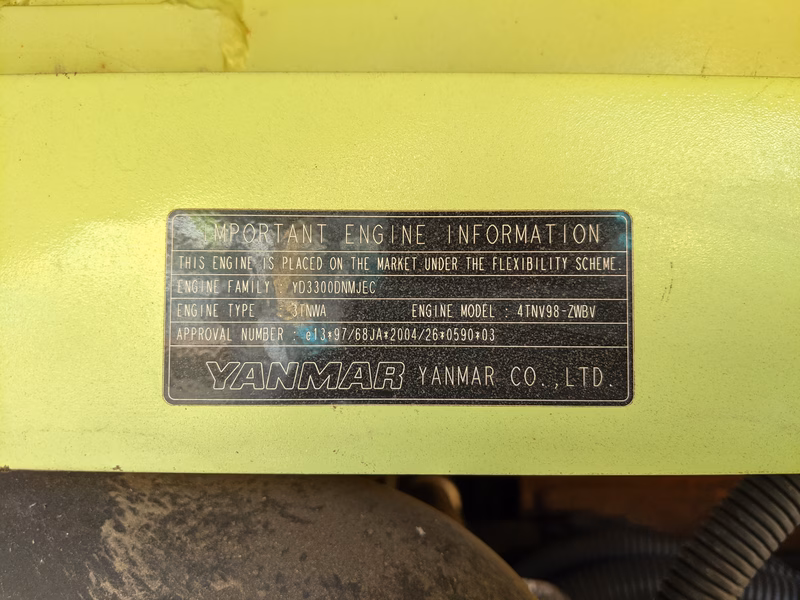 IMPORTANT ENGINE INFORMATION
THIS ENGINE IS PLACED ON THE MARKET UNDER THE FLEXIBILITY SCHEME.
ENGINE FAMILY : YD3300DNMJEC
ENGINE TYPE : 3TNWA ENGINE MODEL : 4TNV98-ZWBV
APPROVAL NUMBER : e13*97/68JA*2004/26*0590*03
YANMAR YANMAR CO.,LTD.